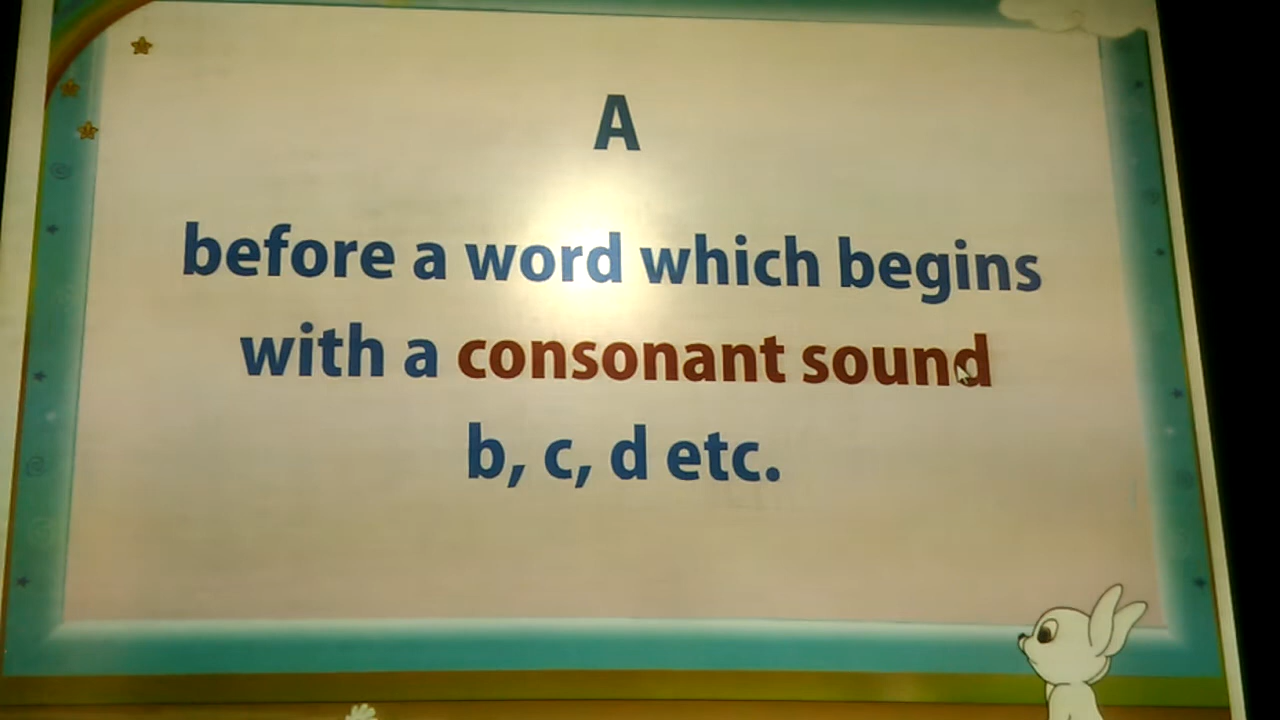 A
before a word which begins
with a consonant sound
b, c, d etc.